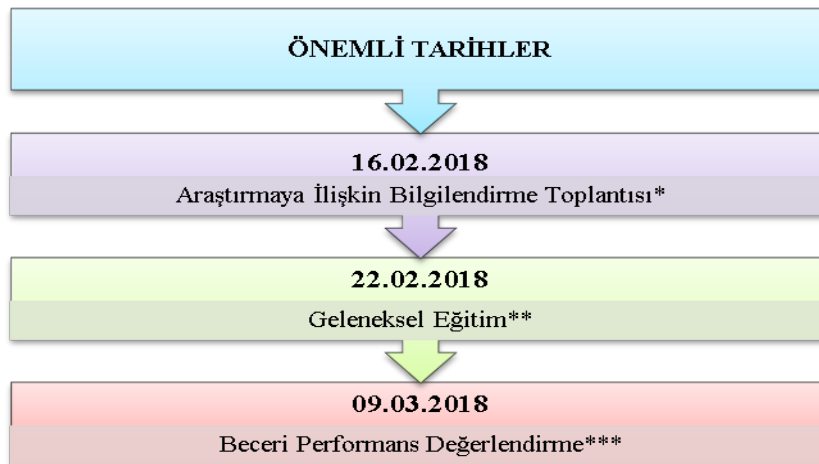 ÖNEMLİ TARİHLER
16.02.2018
Araştırmaya İlişkin Bilgilendirme Toplantısı*
22.02.2018
Geleneksel Eğitim**
09.03.2018
Beceri Performans Değerlendirme***